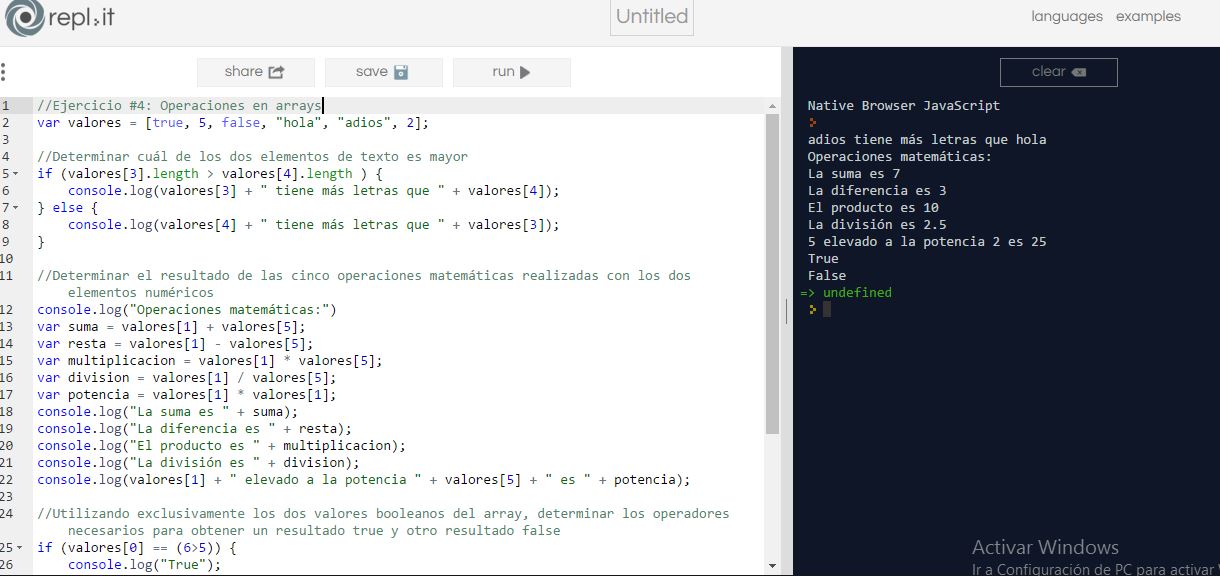 repl.it
Untitled
languages examples
share
save
run
clear
1 //Ejercicio #4: Operaciones en arrays
2 var valores = [true, 5, false, "hola", "adios", 2];
3
4 //Determinar cuál de los dos elementos de texto es mayor
5 if (valores[3].length > valores[4].length ) {
6     console.log(valores[3] + " tiene más letras que " + valores[4]);
7 } else {
8     console.log(valores[4] + " tiene más letras que " + valores[3]);
9 }
10
11 //Determinar el resultado de las cinco operaciones matemáticas realizadas con los dos
elementos numéricos
12 console.log("Operaciones matemáticas:")
13 var suma = valores[1] + valores[5];
14 var resta = valores[1] - valores[5];
15 var multiplicacion = valores[1] * valores[5];
16 var division = valores[1] / valores[5];
17 var potencia = valores[1] * valores[1];
18 console.log("La suma es " + suma);
19 console.log("La diferencia es " + resta);
20 console.log("El producto es " + multiplicacion);
21 console.log("La división es " + division);
22 console.log(valores[1] + " elevado a la potencia " + valores[5] + " es " + potencia);
23
24 //Utilizando exclusivamente los dos valores booleanos del array, determinar los operadores
necesarios para obtener un resultado true y otro resultado false
25 if (valores[0] == (6>5)) {
26     console.log("True");
Native Browser JavaScript
adios tiene más letras que hola
Operaciones matemáticas:
La suma es 7
La diferencia es 3
El producto es 10
La división es 2.5
5 elevado a la potencia 2 es 25
True
False
=> undefined
Activar Windows
Ir a Configuración de PC para activar